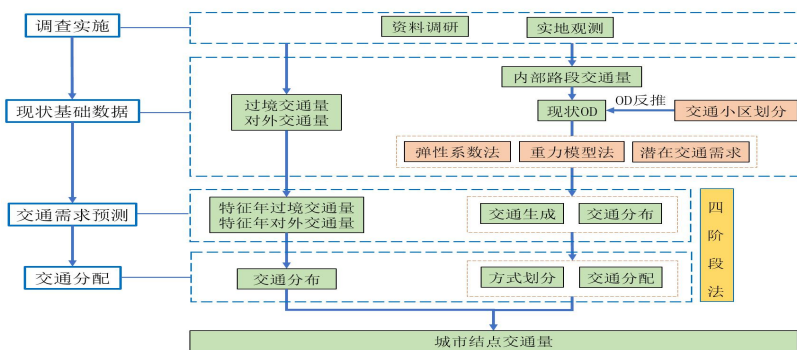 调查实施
资料调研
实地观测
内部路段交通量
现状基础数据
过境交通量
对外交通量
现状OD
OD反推
交通小区划分
弹性系数法
重力模型法
潜在交通需求
交通需求预测
特征年过境交通量
特征年对外交通量
交通生成
交通分布
四
阶
段
法
交通分配
交通分布
方式划分
交通分配
城市结点交通量